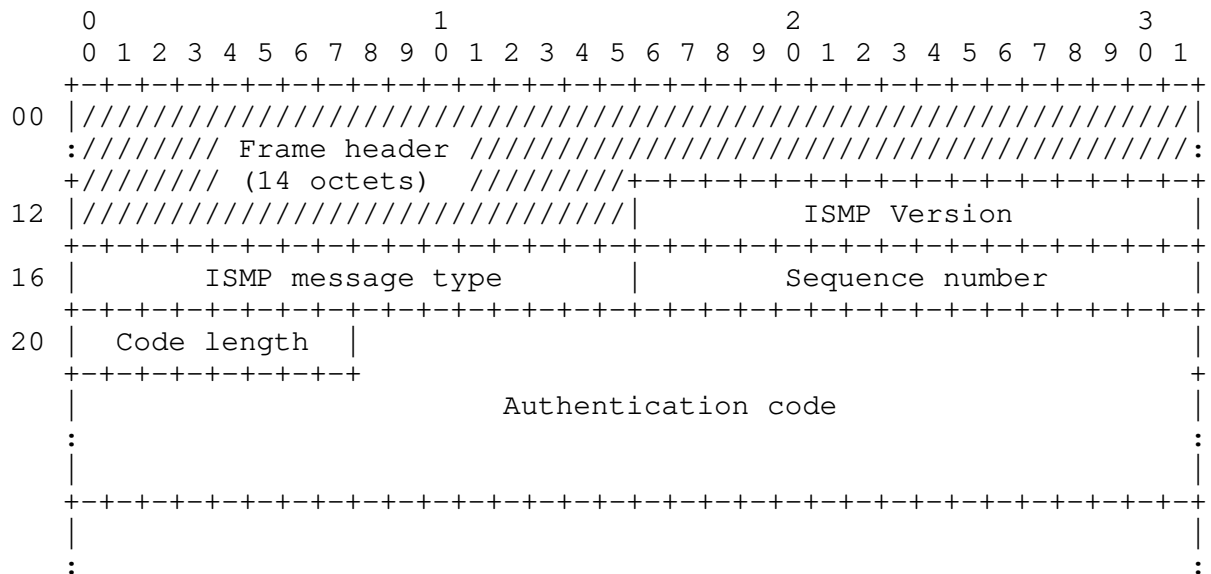 0                   1                   2                   3
 0 1 2 3 4 5 6 7 8 9 0 1 2 3 4 5 6 7 8 9 0 1 2 3 4 5 6 7 8 9 0 1
+-+-+-+-+-+-+-+-+-+-+-+-+-+-+-+-+-+-+-+-+-+-+-+-+-+-+-+-+-+-+-+-+
00 |///////////////////////////////////////////////////////////////|
://////// Frame header /////////////////////////////////////////:
+//////// (14 octets)  /////////+-+-+-+-+-+-+-+-+-+-+-+-+-+-+-+-+
12 |///////////////////////////////|         ISMP Version          |
+-+-+-+-+-+-+-+-+-+-+-+-+-+-+-+-+-+-+-+-+-+-+-+-+-+-+-+-+-+-+-+-+
16 |       ISMP message type       |        Sequence number        |
+-+-+-+-+-+-+-+-+-+-+-+-+-+-+-+-+-+-+-+-+-+-+-+-+-+-+-+-+-+-+-+-+
20 |  Code length  |                                               |
+-+-+-+-+-+-+-+-+                                               +
|                        Authentication code                    |
:                                                               :
|                                                               |
+-+-+-+-+-+-+-+-+-+-+-+-+-+-+-+-+-+-+-+-+-+-+-+-+-+-+-+-+-+-+-+-+
|                                                               |
:                                                               :